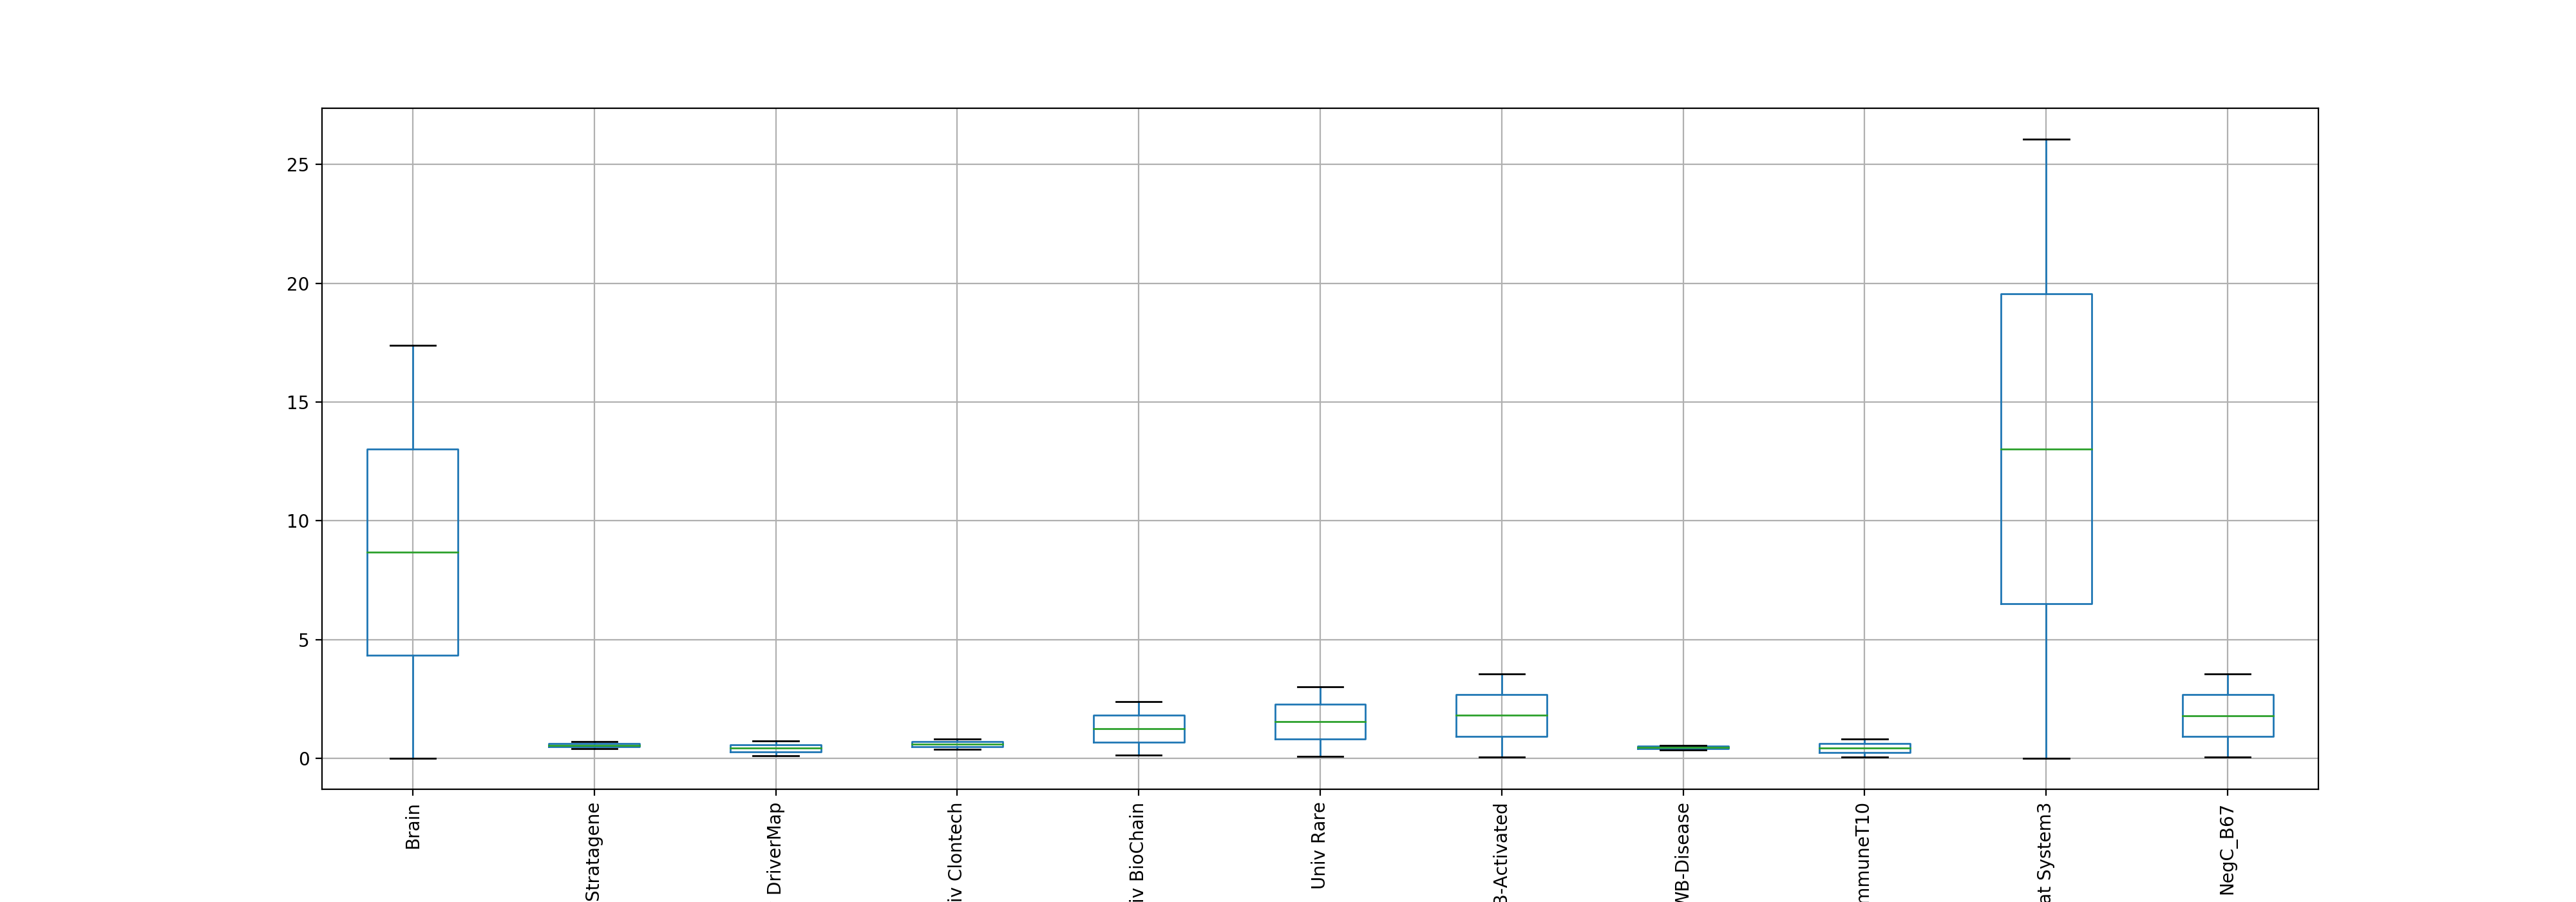 25
20
15
10
5
0
Brain
Stratagene
DriverMap
iv Clontech
iv BioChain
Univ Rare
B-Activated
WB-Disease
mmuneT10
at System3
NegC_B67